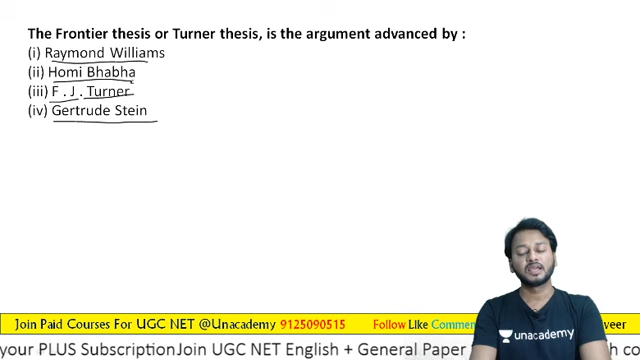 The Frontier thesis or Turner thesis, is the argument advanced by :
(i) Raymond Williams
(ii) Homi Bhabha
(iii) F . J . Turner
(iv) Gertrude Stein
unacademy
Join Paid Courses For UGC NET @Unacademy 9125090515 Follow Like Comme veer
your PLUS Subscription Join UGC NET English + General Paper